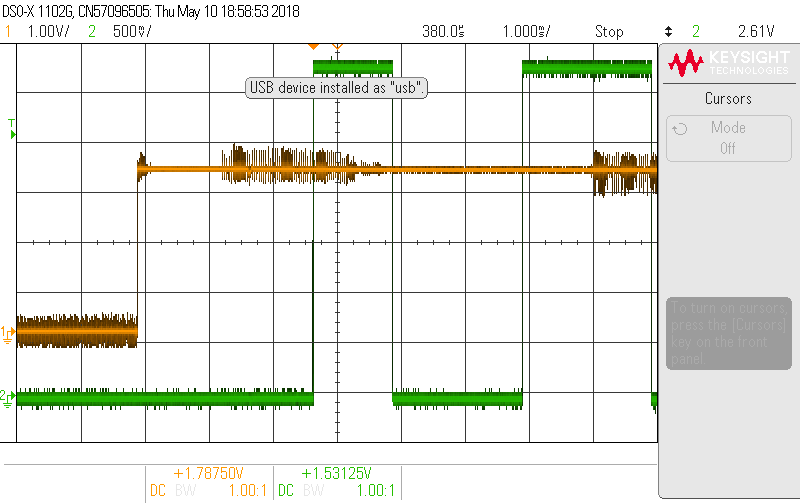 DSO-X 1102G, CN57096505: Thu May 10 18:58:53 2018
1 1.00V/ 2 500%/ 380.0% 1.000%/ Stop 2 2.61V
KEYSIGHT
TECHNOLOGIES
Cursors
Mode
Off
USB device installed as "usb".
T
1
2
To turn on cursors,
press the [Cursors]
key on the front
panel
+1.78750V +1.53125V
DC BW 1.00:1 DC BW 1.00:1